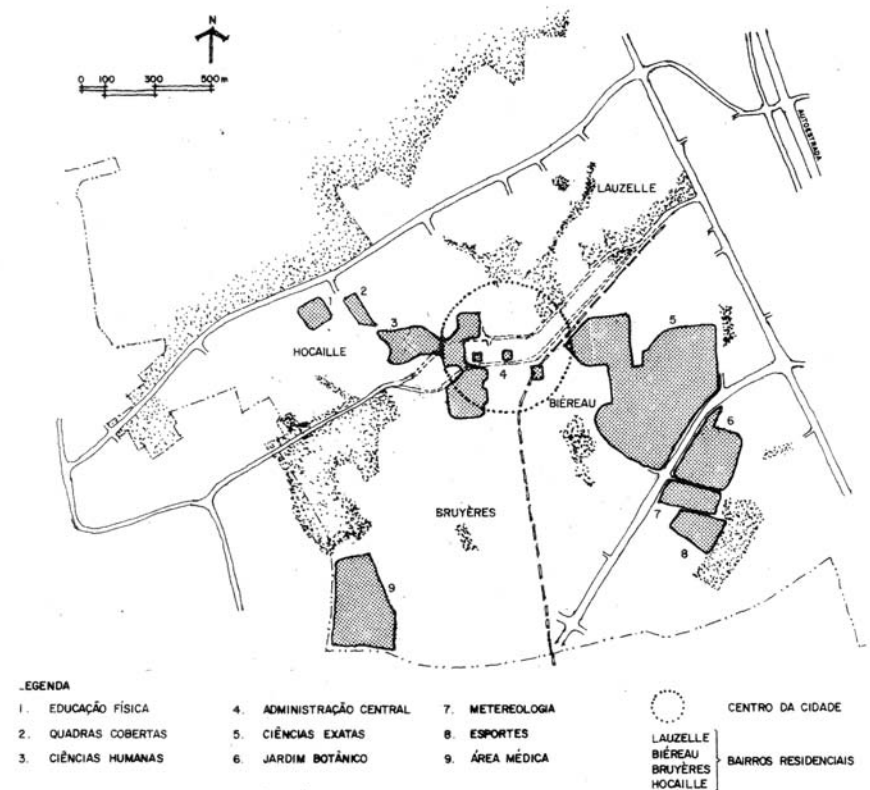 N
0 100 300 500m
AUTOESTRADA
LAUZELLE
1
2
3
HOCAILLE
4
5
BIÉREAU
6
BRUYÈRES
7
8
9
LEGENDA
1. EDUCAÇÃO FÍSICA
2. QUADRAS COBERTAS
3. CIÊNCIAS HUMANAS
4. ADMINISTRAÇÃO CENTRAL
5. CIÊNCIAS EXATAS
6. JARDIM BOTÂNICO
7. METEREOLOGIA
8. ESPORTES
9. ÁREA MÉDICA
CENTRO DA CIDADE
LAUZELLE
BIÉREAU
BRUYÈRES
HOCAILLE
BAIRROS RESIDENCIAIS